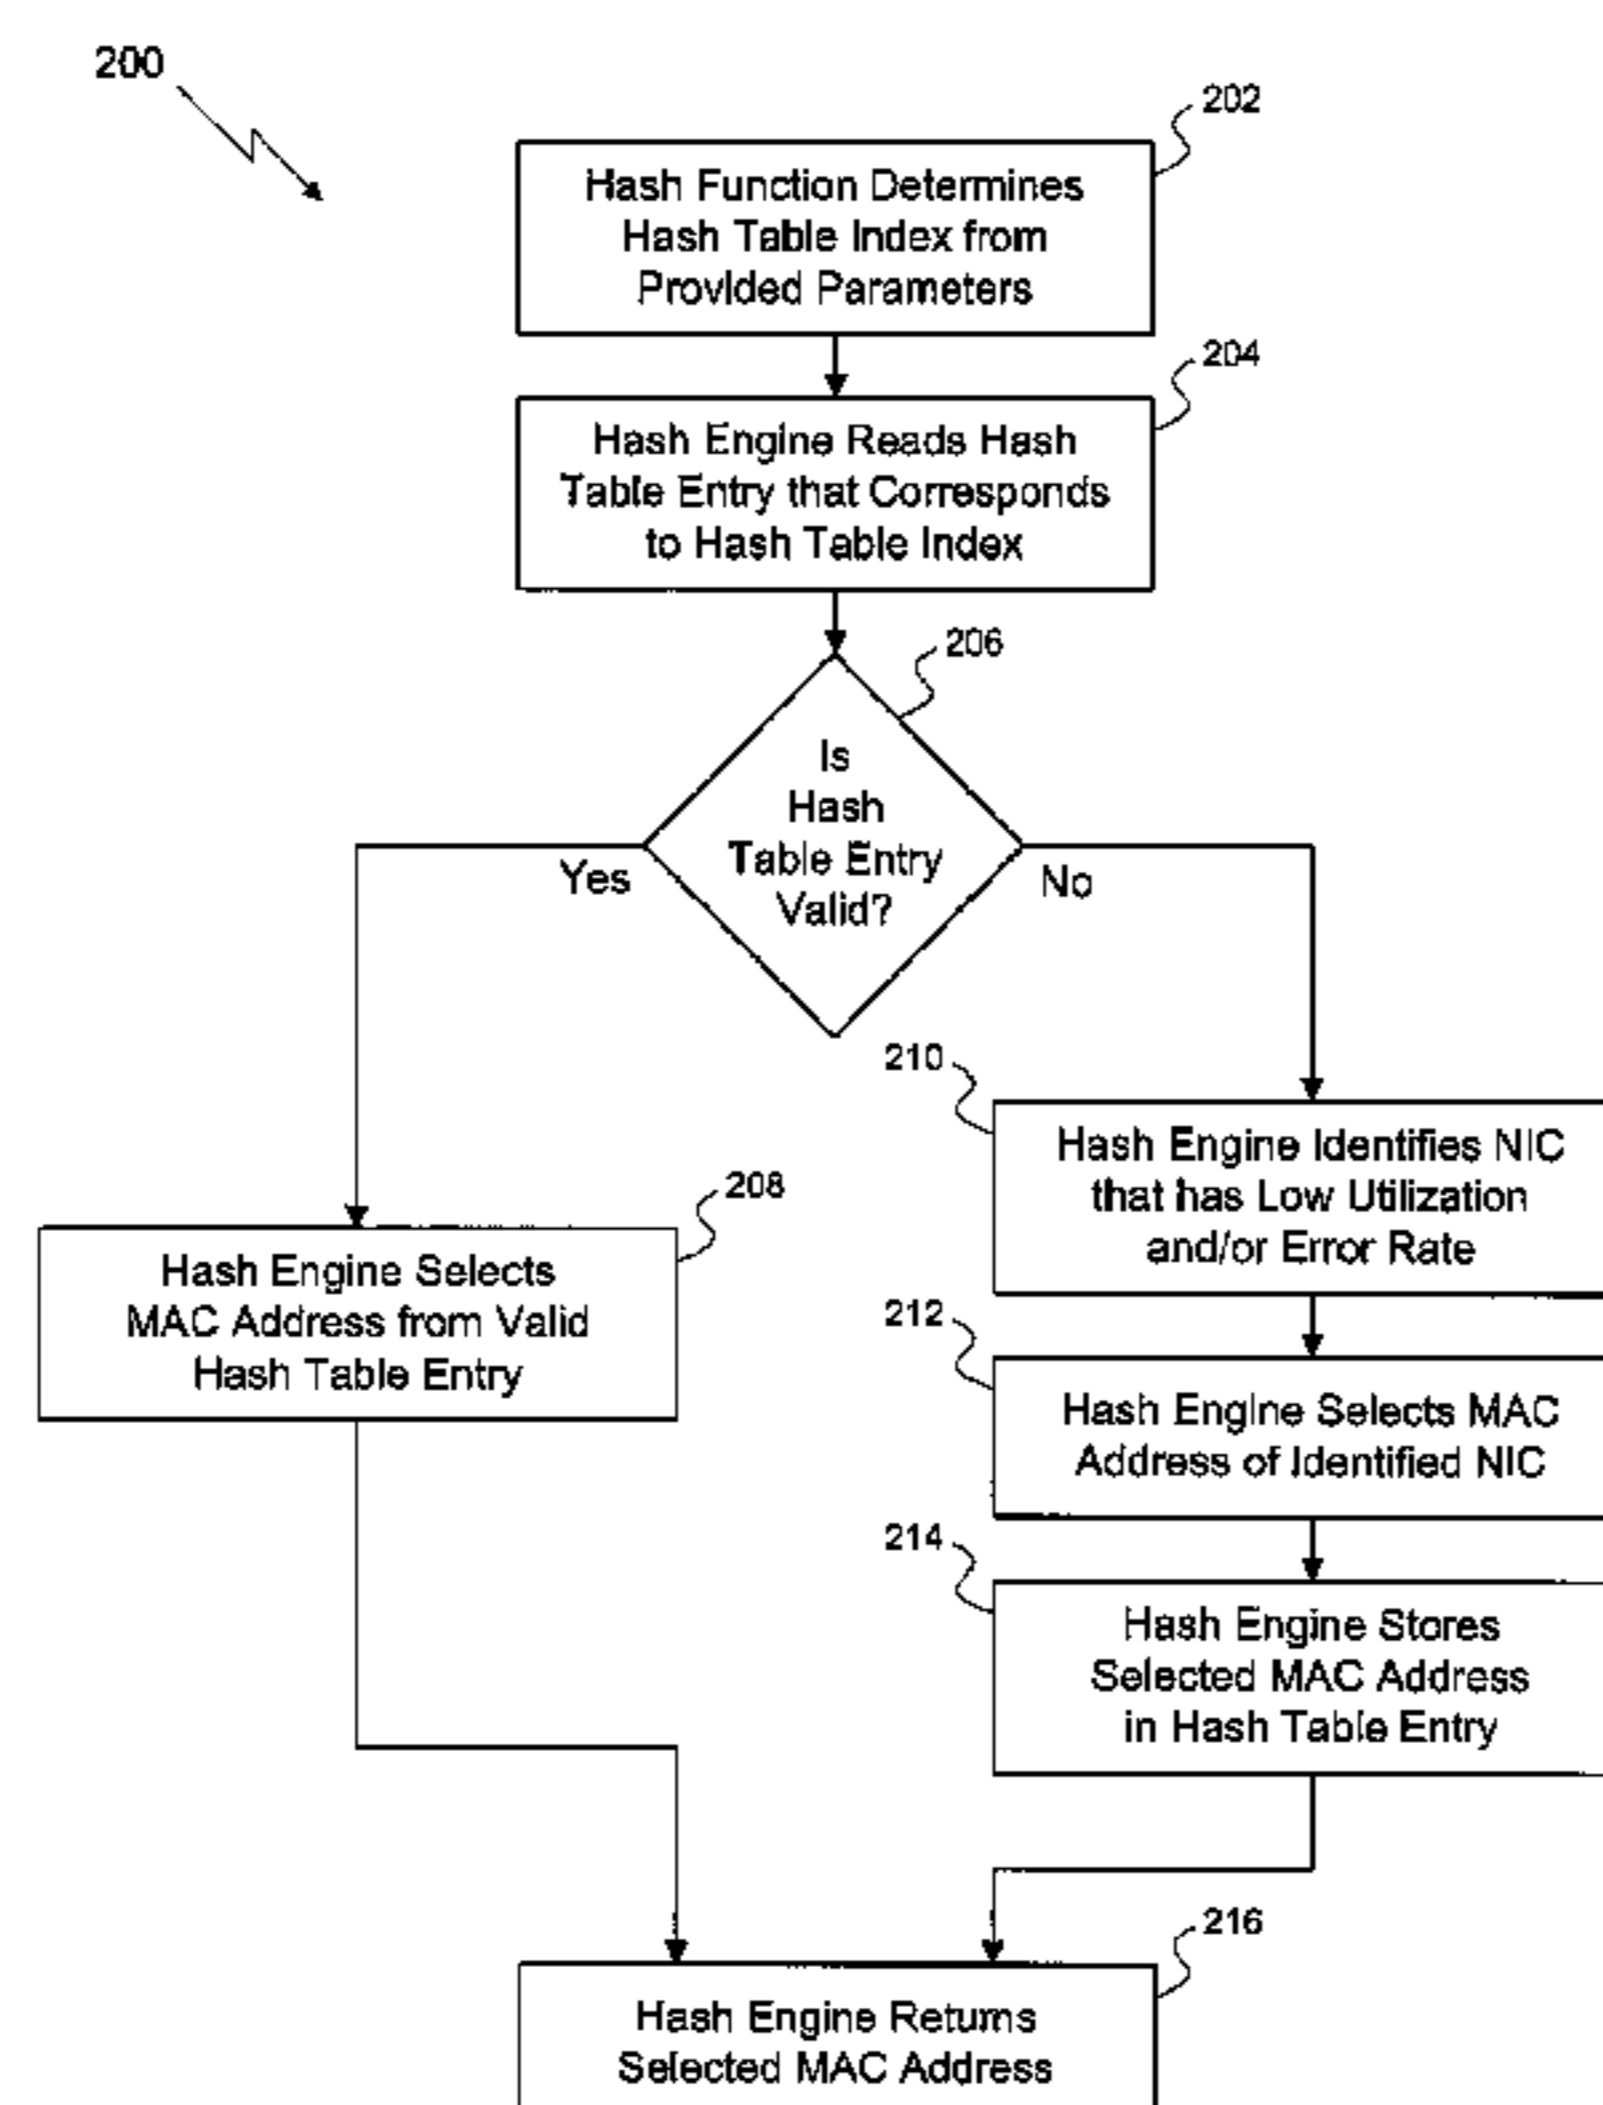 200
202
Hash Function Determines
Hash Table Index from
Provided Parameters
204
Hash Engine Reads Hash
Table Entry that Corresponds
to Hash Table Index
206
Is
Hash
Table Entry
Valid?
Yes
No
208
Hash Engine Selects
MAC Address from Valid
Hash Table Entry
210
Hash Engine Identifies NIC
that has Low Utilization
and/or Error Rate
212
Hash Engine Selects MAC
Address of Identified NIC
214
Hash Engine Stores
Selected MAC Address
in Hash Table Entry
216
Hash Engine Returns
Selected MAC Address